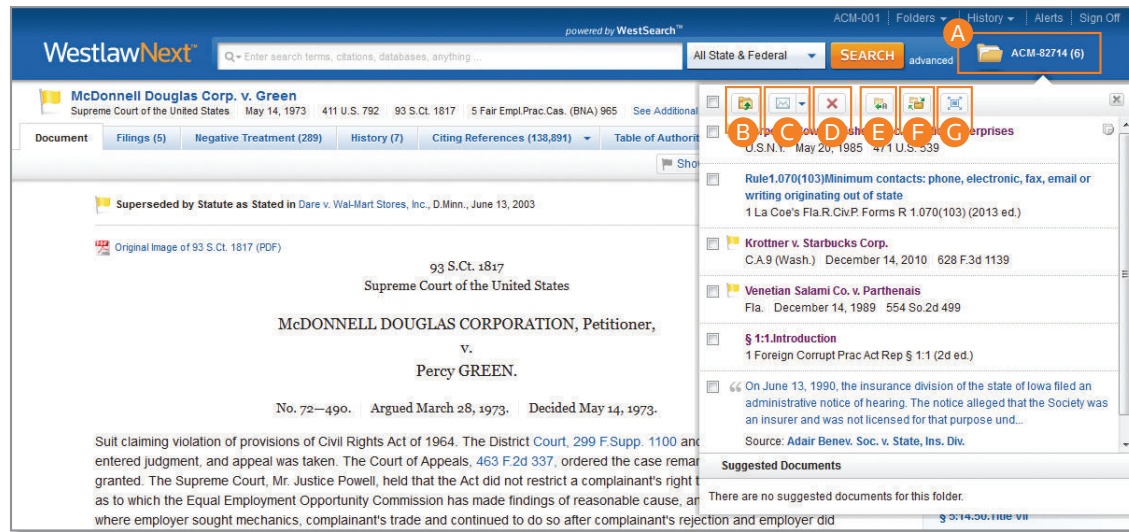 ACM-001 Folders History Alerts Sign Off
powered by WestSearch™
A
WestlawNext™ Enter search terms, citations, databases, anything ... All State & Federal SEARCH advanced ACM-82714 (6)
McDonnell Douglas Corp. v. Green
Supreme Court of the United States May 14, 1973 411 U.S. 792 93 S.Ct. 1817 5 Fair Empl.Prac.Cas. (BNA) 965 See Additional
Document Filings (5) Negative Treatment (289) History (7) Citing References (138,891) Table of Authorit
Sho
B C D E F G
erprises
U.S.N.Y. May 20, 1985 471 U.S. 539
Rule1.070(103)Minimum contacts: phone, electronic, fax, email or
writing originating out of state
1 La Coe's Fla.R.Civ.P. Forms R 1.070(103) (2013 ed.)
Krottner v. Starbucks Corp.
C.A.9 (Wash.) December 14, 2010 628 F.3d 1139
Venetian Salami Co. v. Parthenais
Fla. December 14, 1989 554 So.2d 499
§ 1:1.Introduction
1 Foreign Corrupt Prac Act Rep § 1:1 (2d ed.)
On June 13, 1990, the insurance division of the state of Iowa filed an
administrative notice of hearing. The notice alleged that the Society was
an insurer and was not licensed for that purpose und...
Source: Adair Benev. Soc. v. State, Ins. Div.
Suggested Documents
There are no suggested documents for this folder.
§ 5:14.50.Title VII
Superseded by Statute as Stated in Dare v. Wal-Mart Stores, Inc., D.Minn., June 13, 2003
Original Image of 93 S.Ct. 1817 (PDF)
93 S.Ct. 1817
Supreme Court of the United States
McDONNELL DOUGLAS CORPORATION, Petitioner,
v.
Percy GREEN.
No. 72—490. Argued March 28, 1973. Decided May 14, 1973.
Suit claiming violation of provisions of Civil Rights Act of 1964. The District Court, 299 F.Supp. 1100 and
entered judgment, and appeal was taken. The Court of Appeals, 463 F.2d 337, ordered the case remar
granted. The Supreme Court, Mr. Justice Powell, held that the Act did not restrict a complainant's right t
as to which the Equal Employment Opportunity Commission has made findings of reasonable cause, an
where employer sought mechanics, complainant's trade and continued to do so after complainant's rejection and employer did